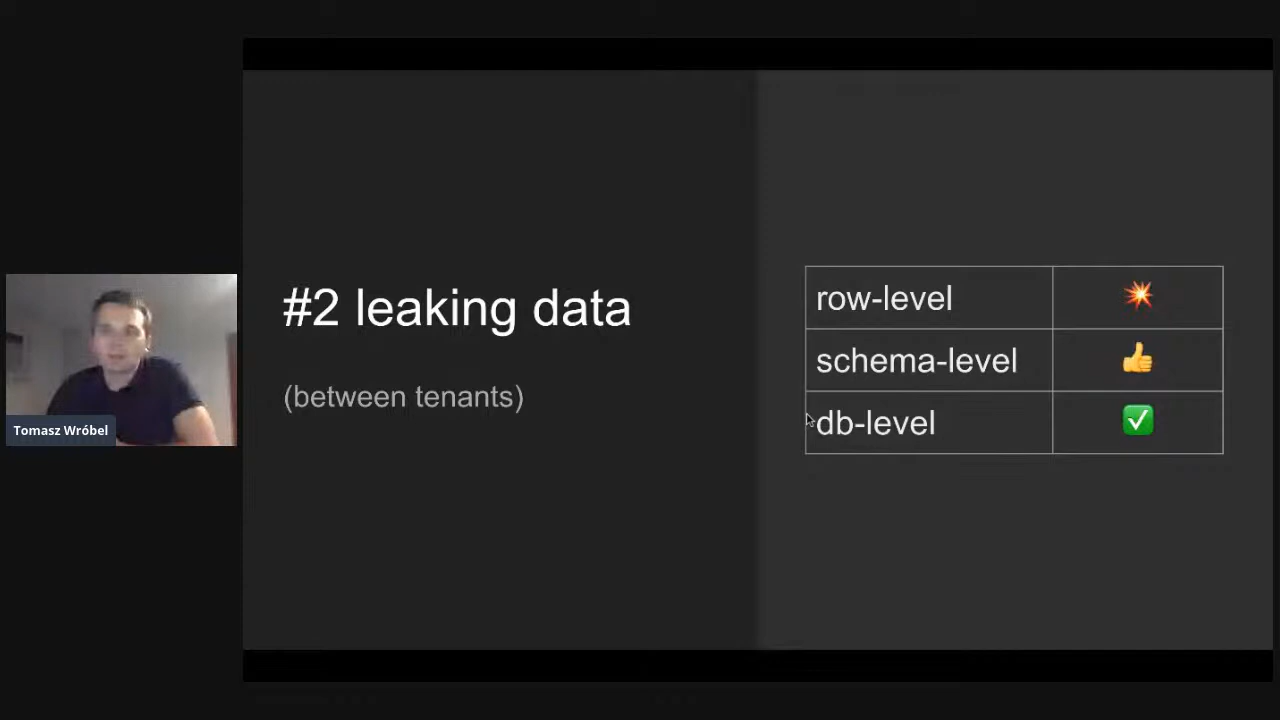 #2 leaking data
(between tenants)
row-level 💥
schema-level 👍
db-level ✅
Tomasz Wróbel